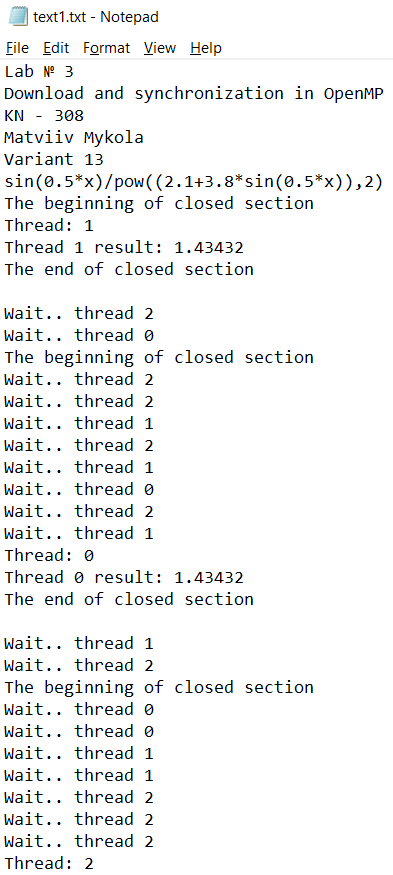 text1.txt - Notepad
File Edit Format View Help
Lab № 3
Download and synchronization in OpenMP
KN - 308
Matviiv Mykola
Variant 13
sin(0.5*x)/pow((2.1+3.8*sin(0.5*x)),2)
The beginning of closed section
Thread: 1
Thread 1 result: 1.43432
The end of closed section

Wait.. thread 2
Wait.. thread 0
The beginning of closed section
Wait.. thread 2
Wait.. thread 2
Wait.. thread 1
Wait.. thread 2
Wait.. thread 1
Wait.. thread 0
Wait.. thread 2
Wait.. thread 1
Thread: 0
Thread 0 result: 1.43432
The end of closed section

Wait.. thread 1
Wait.. thread 2
The beginning of closed section
Wait.. thread 0
Wait.. thread 0
Wait.. thread 1
Wait.. thread 1
Wait.. thread 2
Wait.. thread 2
Wait.. thread 2
Thread: 2